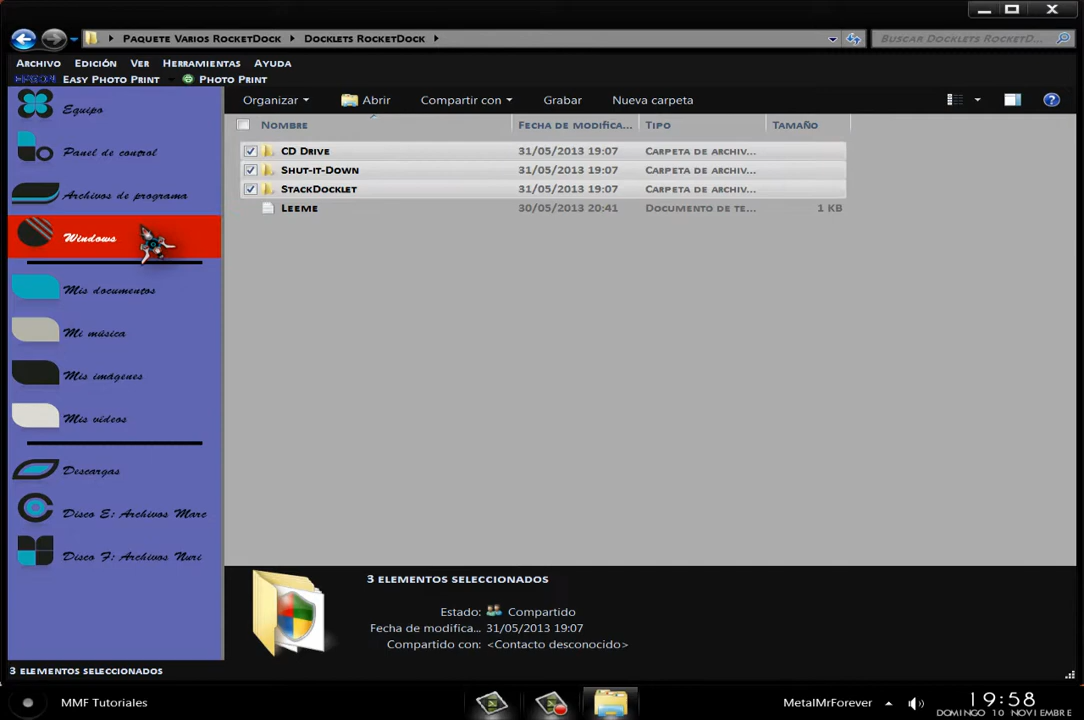 Paquete Varios RocketDock ▸ Docklets RocketDock ▸
Buscar Docklets RocketD...
Archivo Edición Ver Herramientas Ayuda
EPSON Easy Photo Print Photo Print
Organizar Abrir Compartir con Grabar Nueva carpeta
Nombre Fecha de modifica... Tipo Tamaño
CD Drive 31/05/2013 19:07 Carpeta de archiv...
Shut-it-Down 31/05/2013 19:07 Carpeta de archiv...
StackDocklet 31/05/2013 19:07 Carpeta de archiv...
Leeme 30/05/2013 20:41 Documento de te... 1 KB
Equipo
Panel de control
Archivos de programa
Windows
Mis documentos
Mi música
Mis imágenes
Mis vídeos
Descargas
Disco E: Archivos Marc
Disco F: Archivos Nuri
3 elementos seleccionados
Estado: Compartido
Fecha de modifica... 31/05/2013 19:07
Compartido con: <Contacto desconocido>
3 elementos seleccionados
MMF Tutoriales
MetalMrForever
19:58
Domingo 10 Noviembre